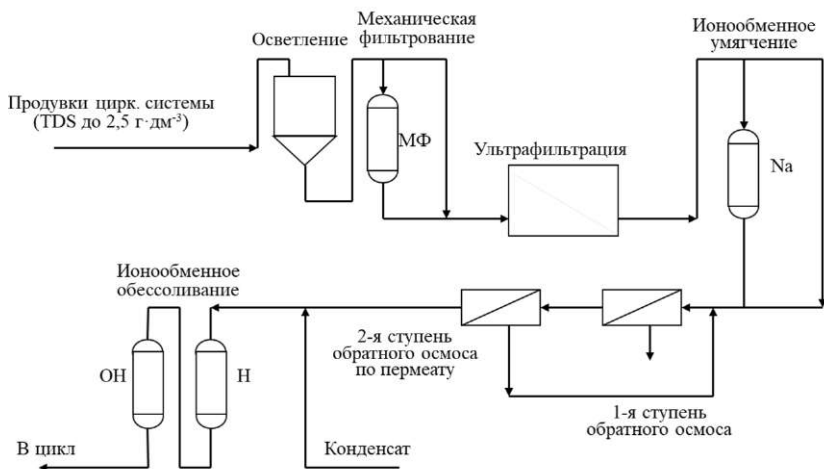 Механическая
фильтрование
Осветление
Ионообменное
умягчение
Продувки цирк. системы
(TDS до 2,5 г·дм-3)
МФ
Ультрафильтрация
Na
Ионообменное
обессоливание
2-я ступень
обратного осмоса
по пермеату
OH
H
1-я ступень
обратного осмоса
В цикл
Конденсат